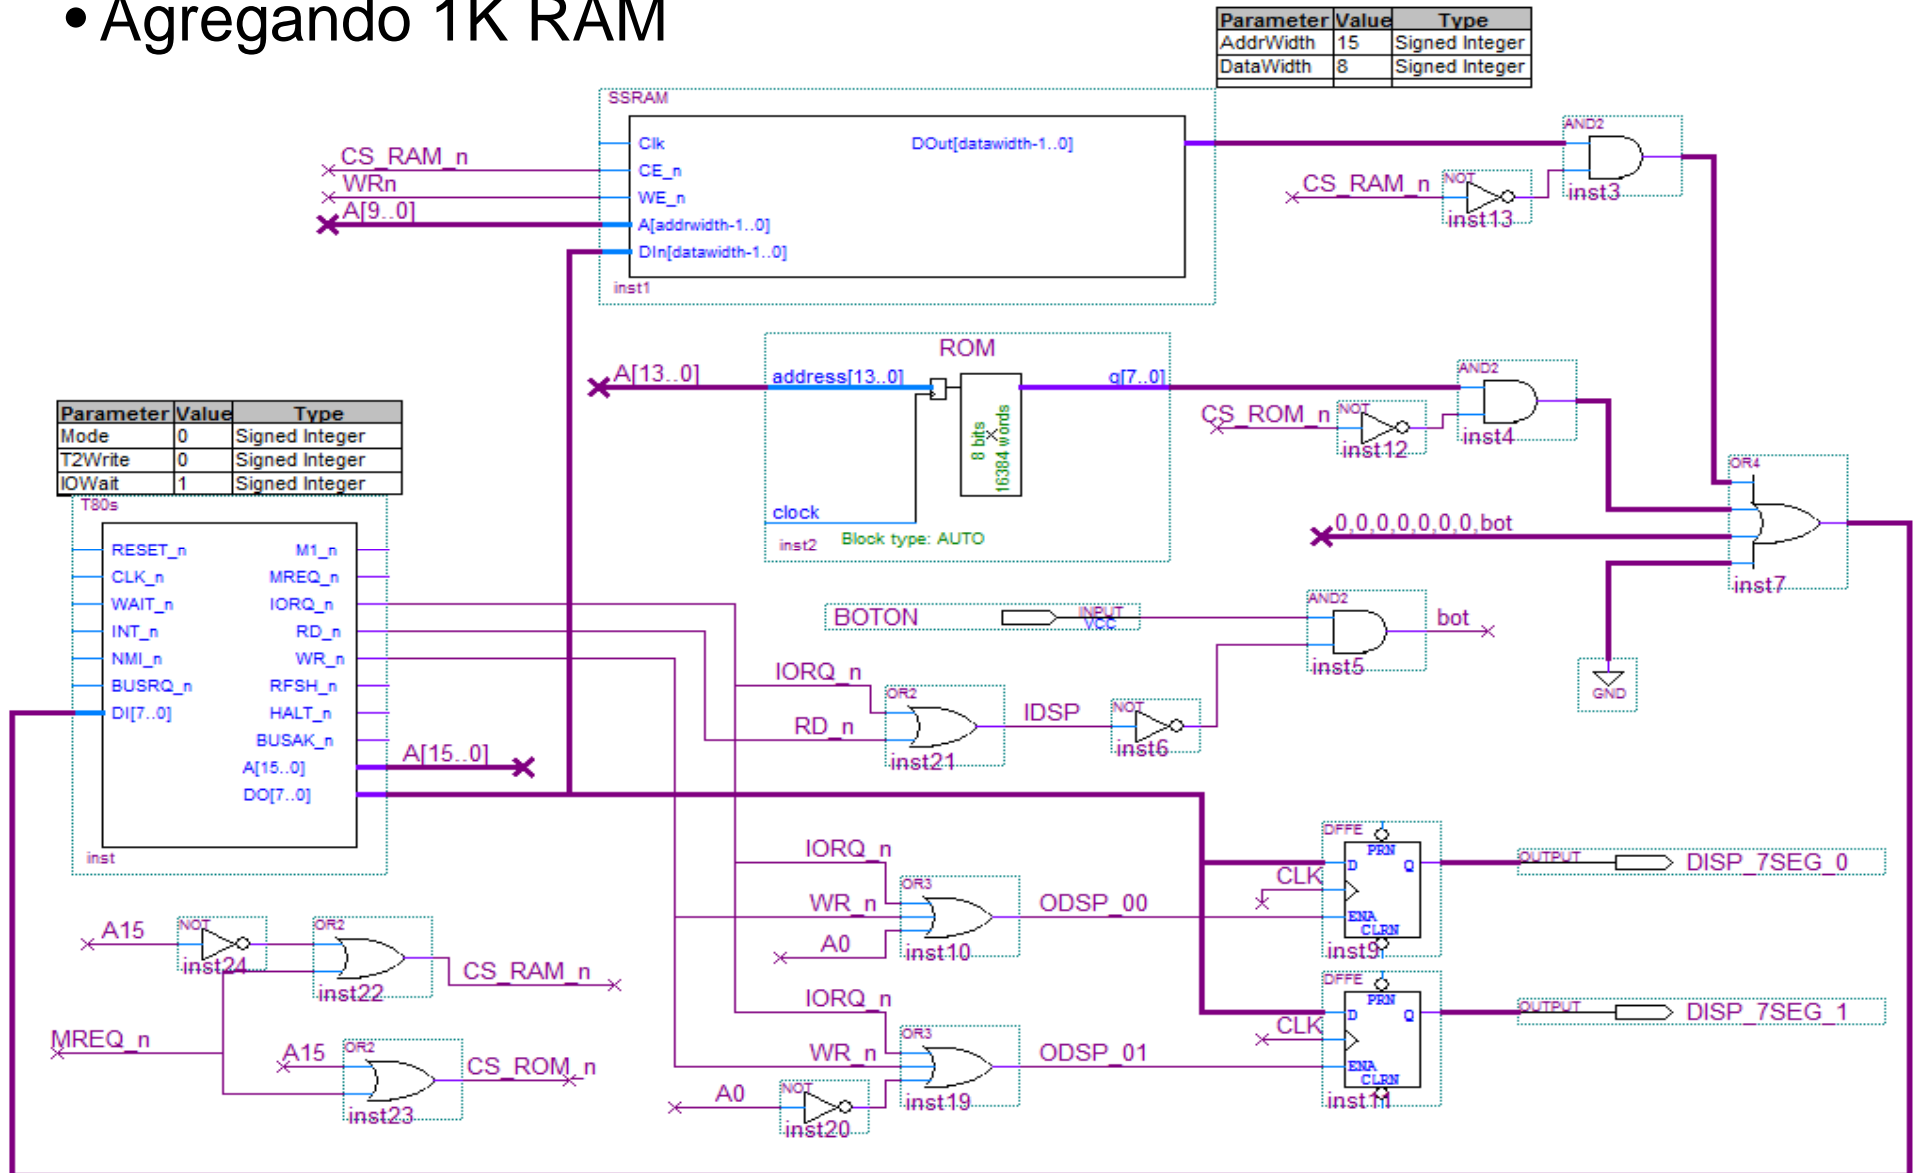 • Agregando 1K RAM
Parameter Value Type
AddrWidth 15 Signed Integer
DataWidth 8 Signed Integer
SSRAM
Clk
CE_n
WE_n
A[addrwidth-1..0]
DIn[datawidth-1..0]
DOut[datawidth-1..0]
inst1
CS_RAM_n
WRn
A[9..0]
AND2
inst3
CS_RAM_n
NOT
inst13
ROM
A[13..0]
address[13..0]
q[7..0]
8 bits
16384 words
clock
inst2
Block type: AUTO
AND2
inst4
CS_ROM_n
NOT
inst12
OR4
inst7
0,0,0,0,0,0,0,bot
GND
Parameter Value Type
Mode 0 Signed Integer
T2Write 0 Signed Integer
IOWait 1 Signed Integer
T80s
RESET_n
CLK_n
WAIT_n
INT_n
NMI_n
BUSRQ_n
DI[7..0]
M1_n
MREQ_n
IORQ_n
RD_n
WR_n
RFSH_n
HALT_n
BUSAK_n
A[15..0]
DO[7..0]
inst
A[15..0]
BOTON
INPUT
VCC
AND2
inst5
bot
IORQ_n
RD_n
OR2
inst21
IDSP
NOT
inst6
IORQ_n
WR_n
A0
OR3
inst10
ODSP_00
CLK
DFFE
PRN
D
Q
ENA
CLRN
inst9
OUTPUT
DISP_7SEG_0
IORQ_n
WR_n
A0
NOT
inst20
OR3
inst19
ODSP_01
CLK
DFFE
PRN
D
Q
ENA
CLRN
inst11
OUTPUT
DISP_7SEG_1
A15
NOT
inst24
OR2
inst22
CS_RAM_n
MREQ_n
A15
OR2
inst23
CS_ROM_n